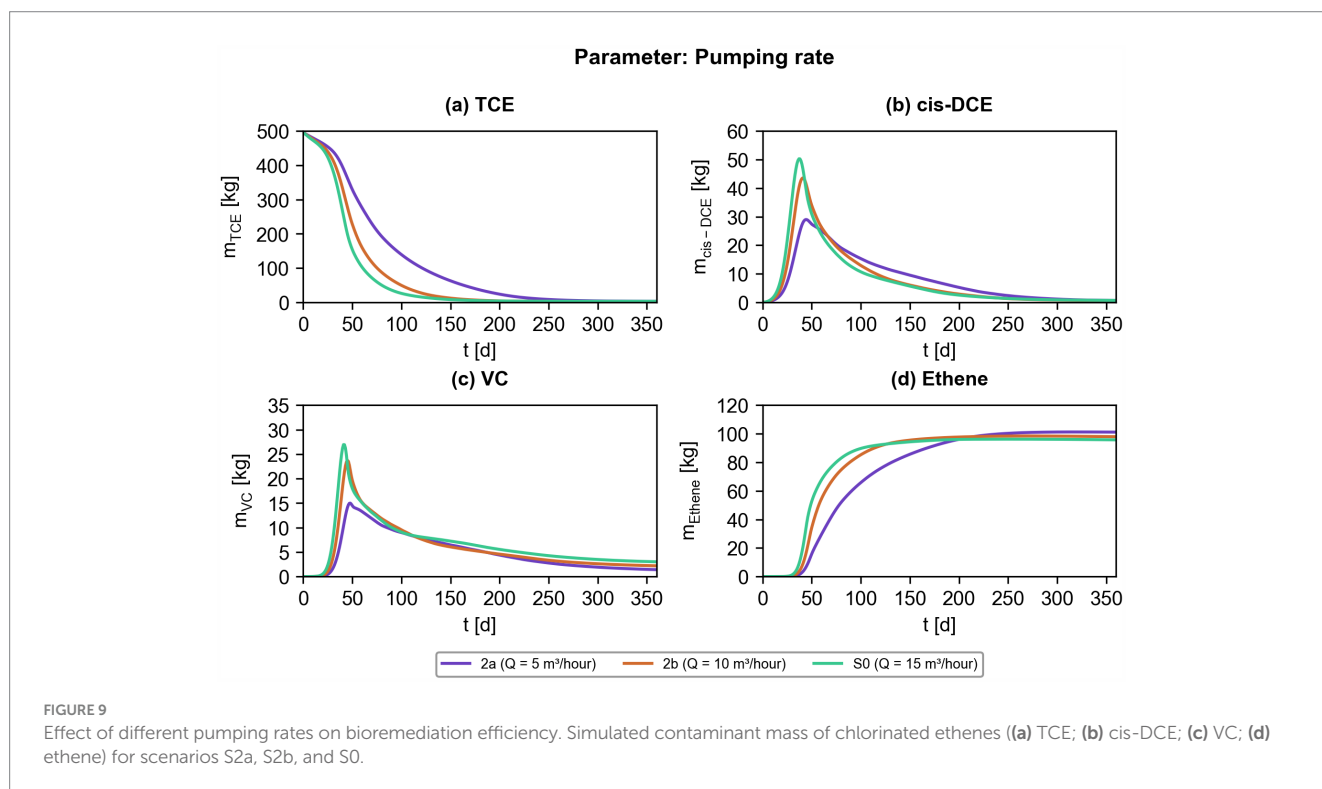 Parameter: Pumping rate
(a) TCE
(b) cis-DCE
500
400
300
200
100
0
m_TCE [kg]
0 50 100 150 200 250 300 350
t [d]
60
50
40
30
20
10
0
m_cis – DCE [kg]
0 50 100 150 200 250 300 350
t [d]
(c) VC
(d) Ethene
35
30
25
20
15
10
5
0
m_VC [kg]
0 50 100 150 200 250 300 350
t [d]
120
100
80
60
40
20
0
m_Ethene [kg]
0 50 100 150 200 250 300 350
t [d]
2a (Q = 5 m³/hour) 2b (Q = 10 m³/hour) S0 (Q = 15 m³/hour)
FIGURE 9
Effect of different pumping rates on bioremediation efficiency. Simulated contaminant mass of chlorinated ethenes ((a) TCE; (b) cis-DCE; (c) VC; (d)
ethene) for scenarios S2a, S2b, and S0.